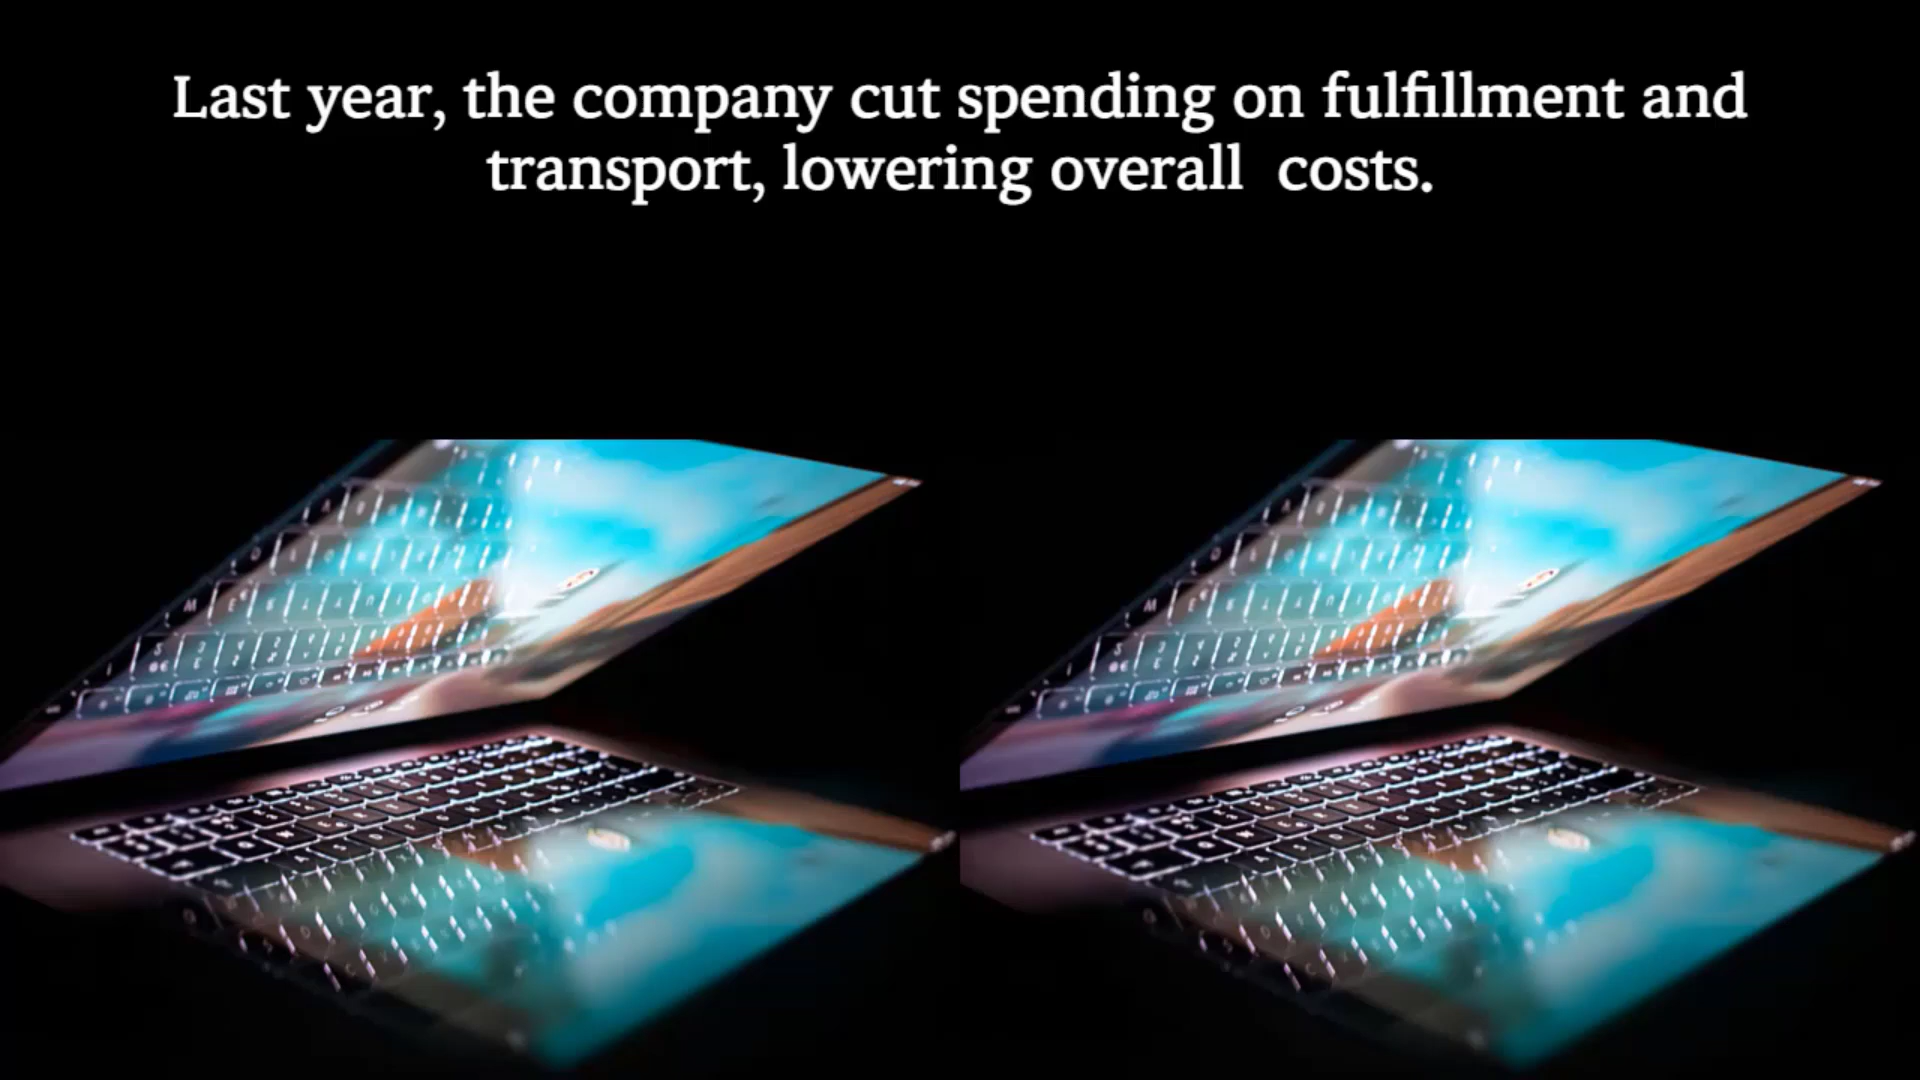 Last year, the company cut spending on fulfillment and
transport, lowering overall  costs.